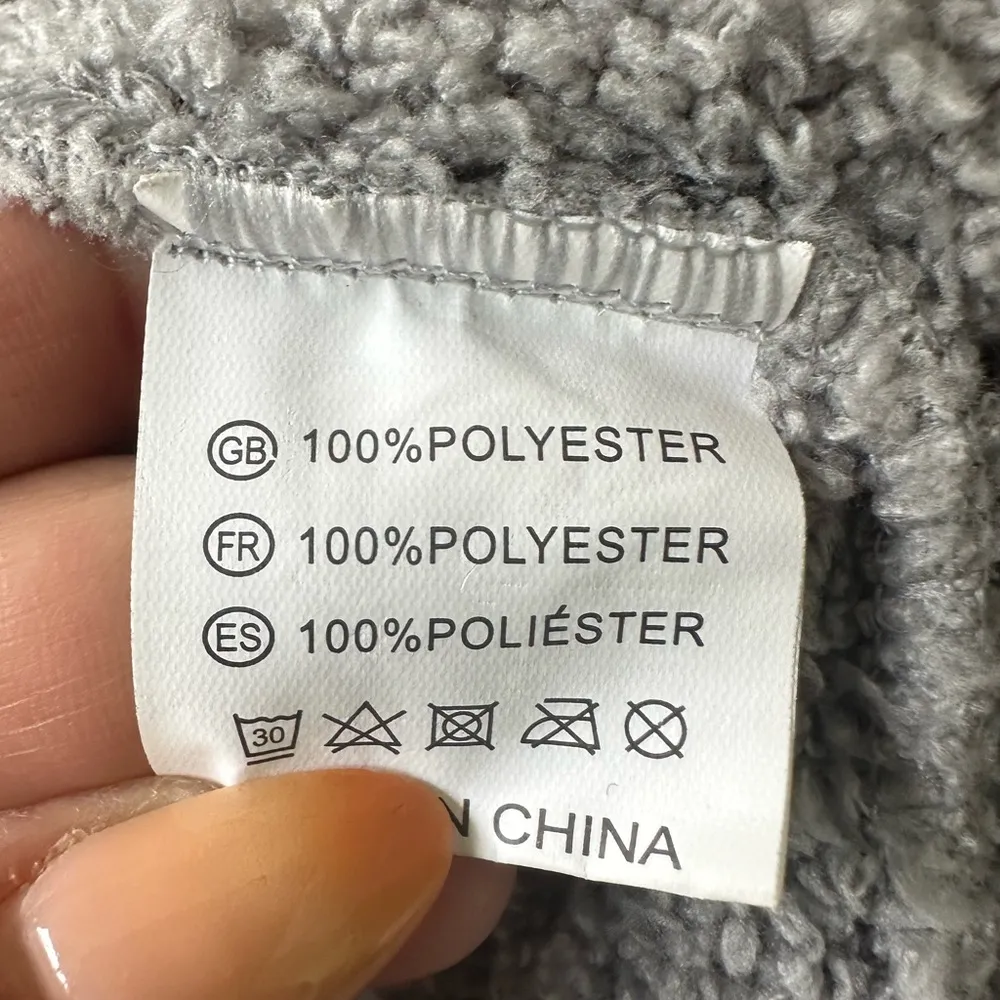 GB 100%POLYESTER
FR 100%POLYESTER
ES 100%POLIÉSTER
30
CHINA